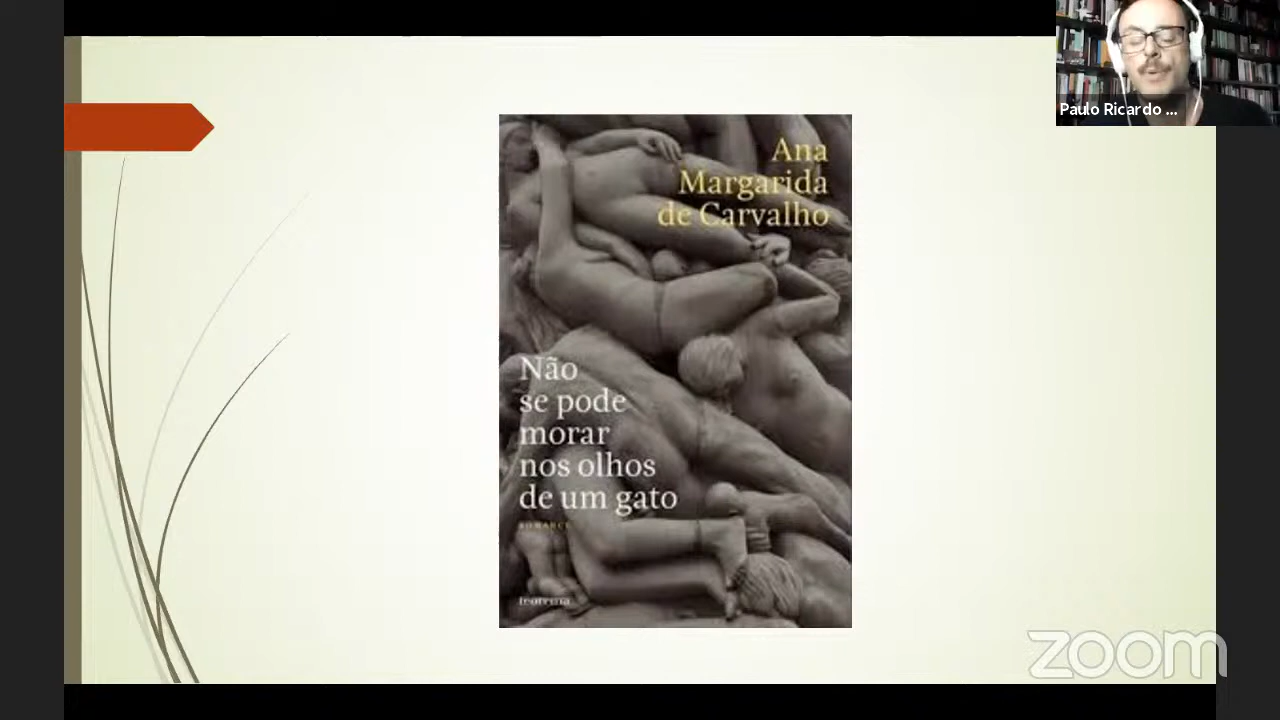 Paulo Ricardo ...
Ana
Margarida
de Carvalho
Não
se pode
morar
nos olhos
de um gato
ROMANCE
teorema
zoom